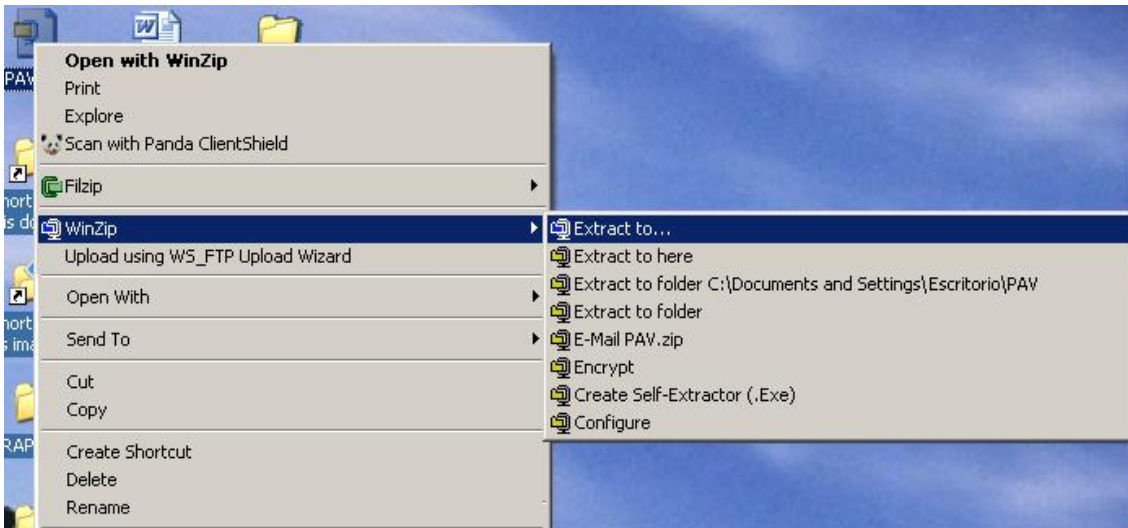 PAV
Open with WinZip
Print
Explore
Scan with Panda ClientShield
Filzip
WinZip
Upload using WS_FTP Upload Wizard
Open With
Send To
Cut
Copy
Create Shortcut
Delete
Rename
Extract to...
Extract to here
Extract to folder C:\Documents and Settings\Escritorio\PAV
Extract to folder
E-Mail PAV.zip
Encrypt
Create Self-Extractor (.Exe)
Configure